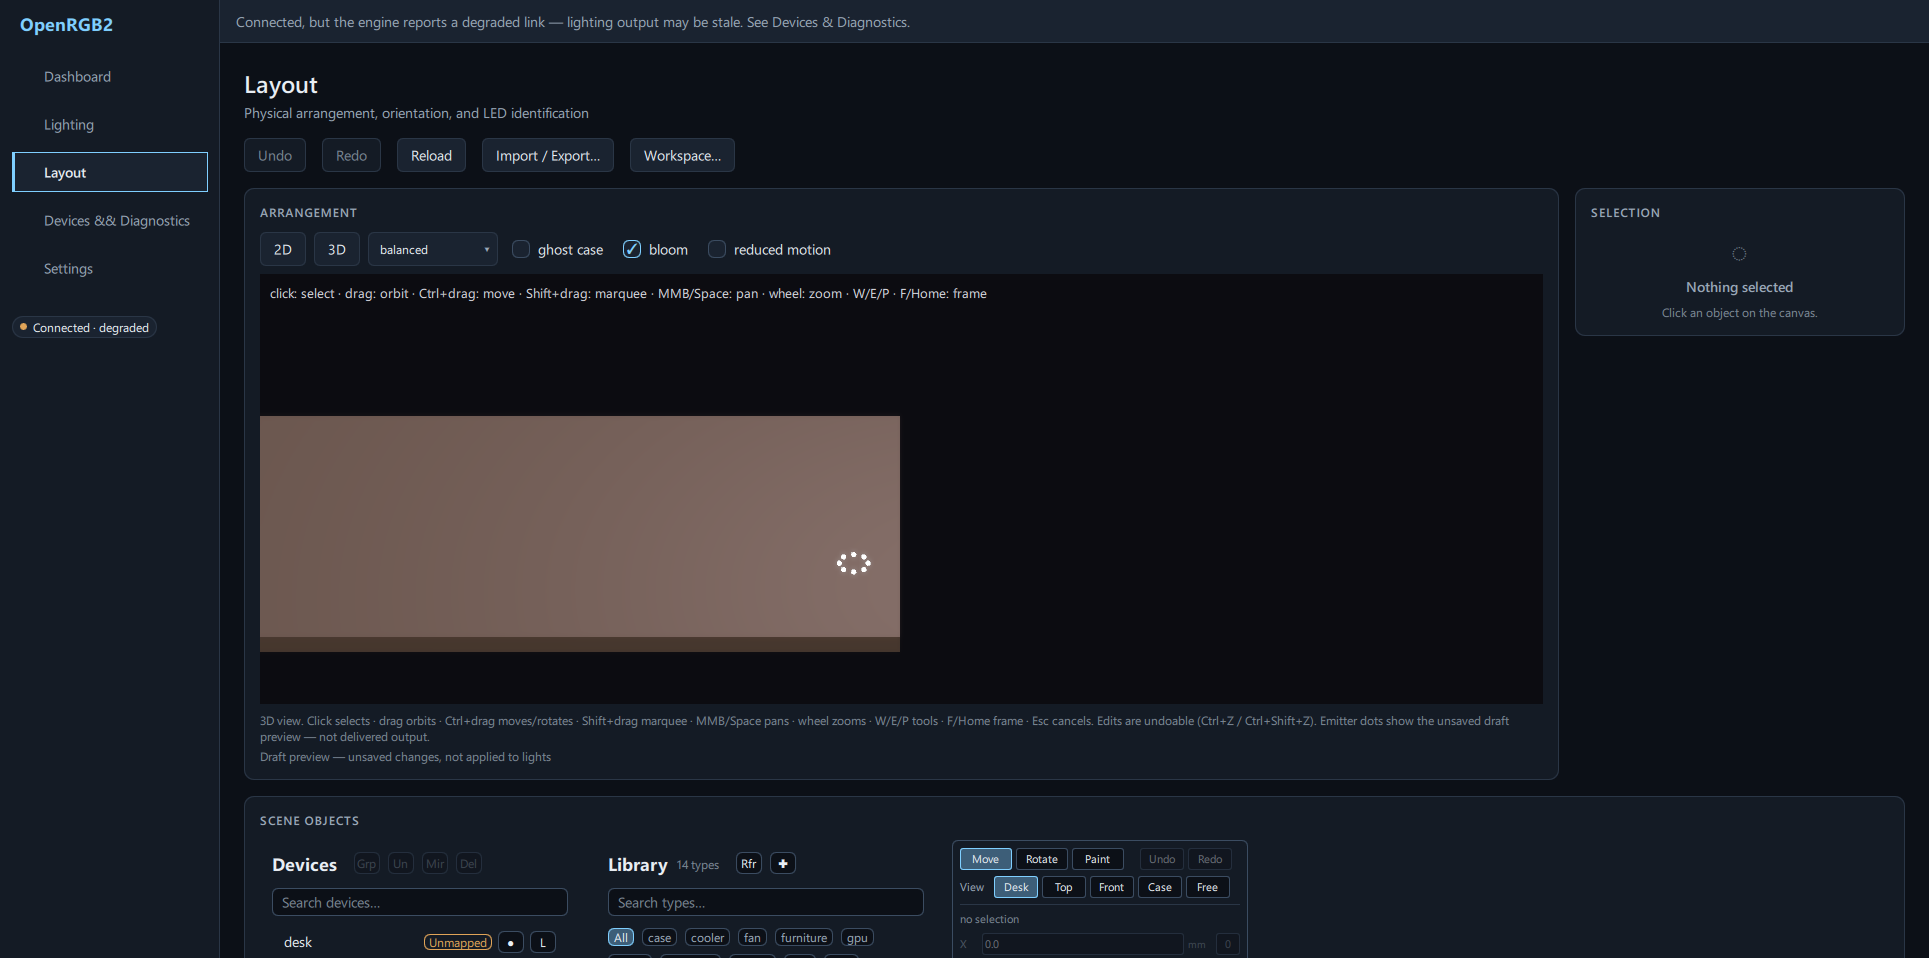 OpenRGB2
Dashboard
Lighting
Layout
Devices && Diagnostics
Settings
Connected · degraded
Connected, but the engine reports a degraded link — lighting output may be stale. See Devices & Diagnostics.
Layout
Physical arrangement, orientation, and LED identification
Undo Redo Reload Import / Export... Workspace...
ARRANGEMENT
2D 3D balanced ghost case bloom reduced motion
click: select · drag: orbit · Ctrl+drag: move · Shift+drag: marquee · MMB/Space: pan · wheel: zoom · W/E/P · F/Home: frame
3D view. Click selects · drag orbits · Ctrl+drag moves/rotates · Shift+drag marquee · MMB/Space pans · wheel zooms · W/E/P tools · F/Home frame · Esc cancels. Edits are undoable (Ctrl+Z / Ctrl+Shift+Z). Emitter dots show the unsaved draft
preview — not delivered output.
Draft preview — unsaved changes, not applied to lights
SELECTION
Nothing selected
Click an object on the canvas.
SCENE OBJECTS
Devices Grp Un Mir Del
Search devices...
desk Unmapped L
Library 14 types Rfr
Search types...
All case cooler fan furniture gpu
Move Rotate Paint Undo Redo
View Desk Top Front Case Free
no selection
X 0.0 mm 0